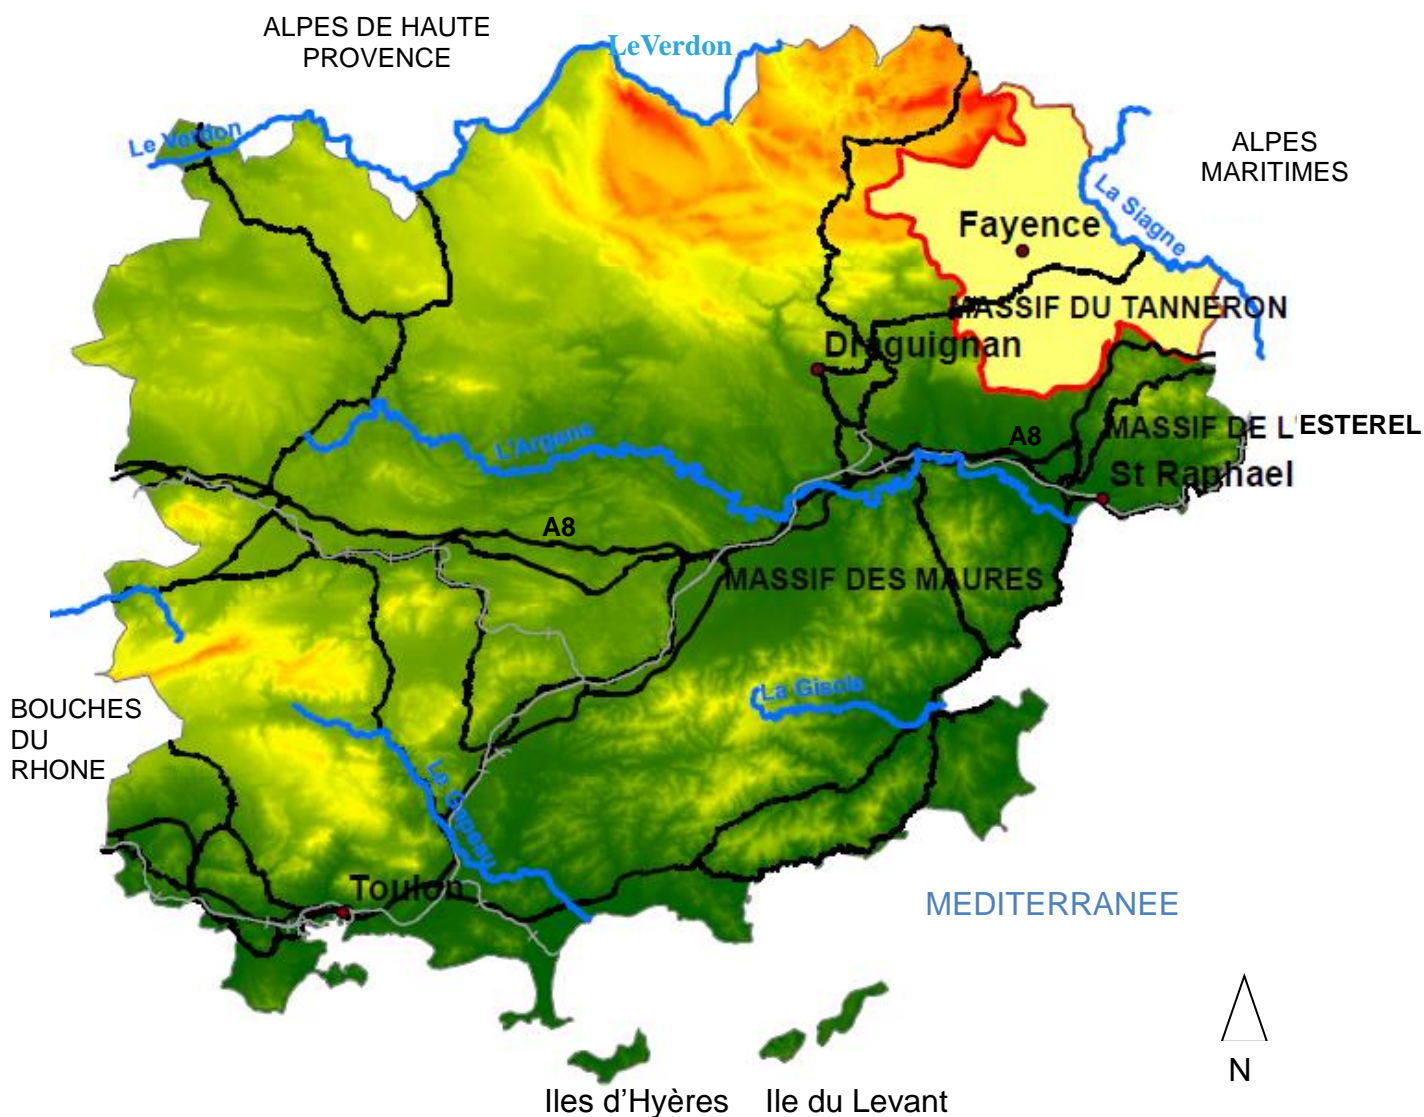 ALPES DE HAUTE
PROVENCE
LeVerdon
Le Verdon
ALPES
MARITIMES
La Siagne
Fayence
MASSIF DU TANNERON
Draguignan
MASSIF DE L'ESTEREL
A8
L'Argens
St Raphael
A8
MASSIF DES MAURES
La Gisole
BOUCHES
DU
RHONE
Le Gapeau
Toulon
MEDITERRANEE
N
Iles d'Hyères
Ile du Levant